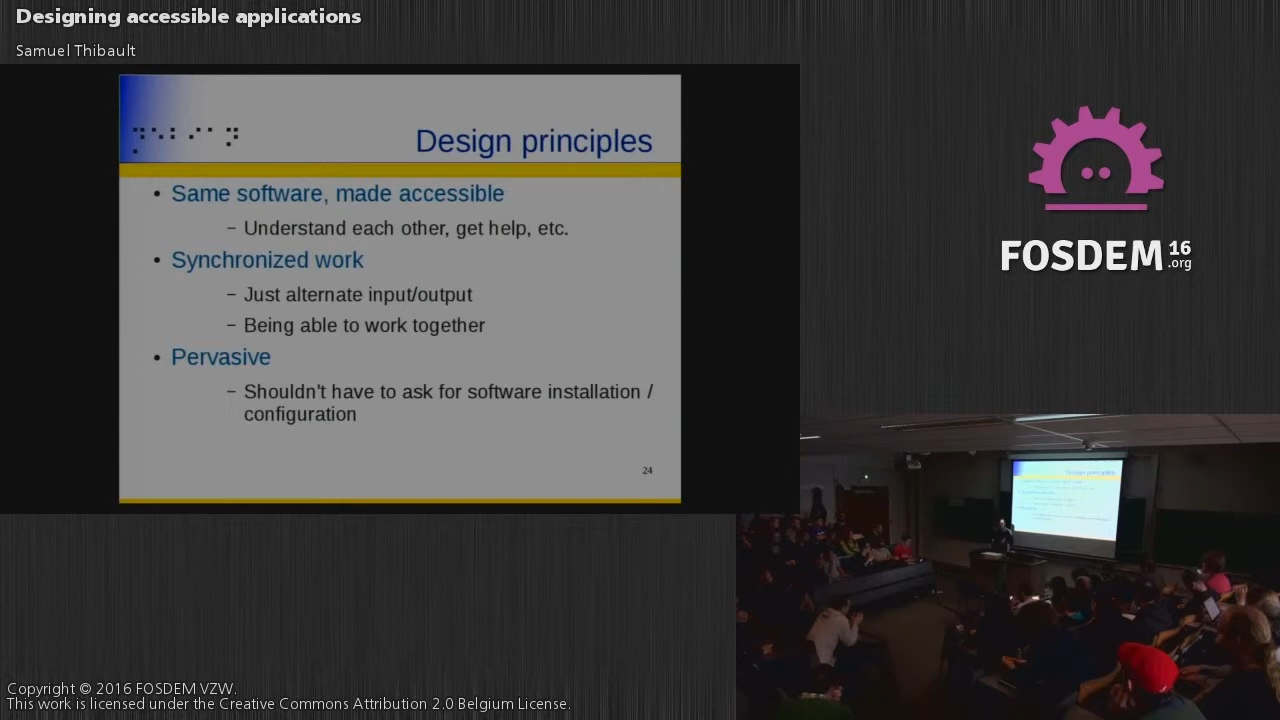 Designing accessible applications
Samuel Thibault
Design principles
• Same software, made accessible
– Understand each other, get help, etc.
• Synchronized work
– Just alternate input/output
– Being able to work together
• Pervasive
– Shouldn't have to ask for software installation /
configuration
24
FOSDEM 16
.org
Design principles
Copyright © 2016 FOSDEM VZW.
This work is licensed under the Creative Commons Attribution 2.0 Belgium License.